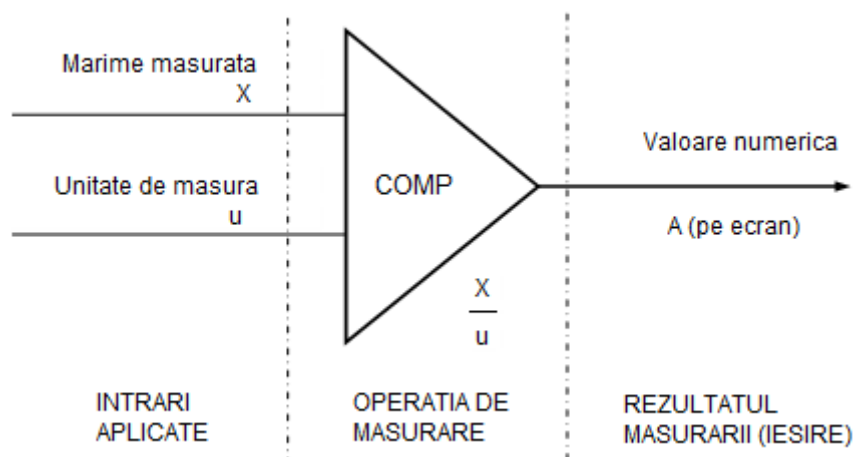 Marime masurata
X
Unitate de masura
u
COMP
X
u
Valoare numerica
A (pe ecran)
INTRARI
APLICATE
OPERATIA DE
MASURARE
REZULTATUL
MASURARII (IESIRE)